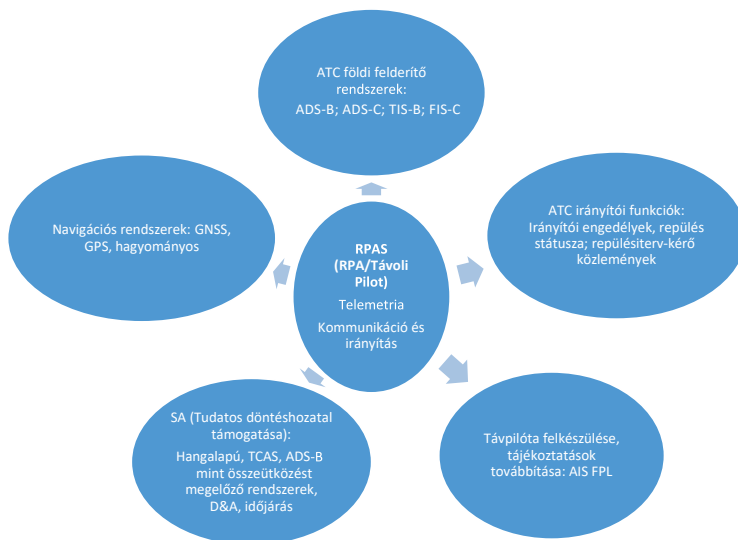 ATC földi felderítő
rendszerek:
ADS-B; ADS-C; TIS-B; FIS-C
Navigációs rendszerek: GNSS,
GPS, hagyományos
ATC irányítói funkciók:
Irányítói engedélyek, repülés
státusza; repülésiterv-kérő
közlemények
RPAS
(RPA/Távoli
Pilot)
Telemetria
Kommunikáció és
irányítás
SA (Tudatos döntéshozatal
támogatása):
Hangalapú, TCAS, ADS-B
mint összeütközést
megelőző rendszerek,
D&A, időjárás
Távpilóta felkészülése,
tájékoztatások
továbbítása: AIS FPL